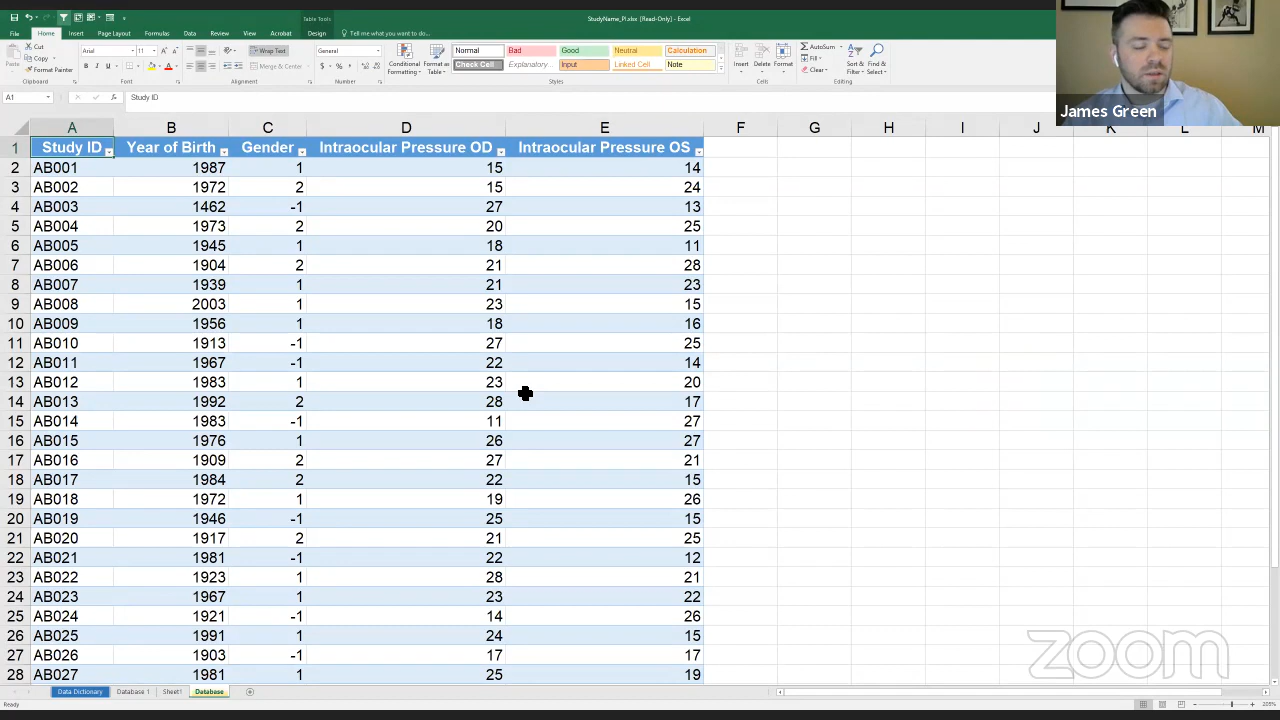 StudyName_PI.xlsx [Read-Only] - Excel
Table Tools
File Home Insert Page Layout Formulas Data Review View Acrobat Design Tell me what you want to do...
Cut
Copy
Format Painter
Clipboard
Arial 11
Font
Wrap Text
Merge & Center
Alignment
General
Number
Conditional Formatting
Format as Table
Normal Bad Good Neutral Calculation
Check Cell Explanatory... Input Linked Cell Note
Styles
Insert Delete Format
Cells
AutoSum
Fill
Clear
Sort & Filter
Find & Select
Editing
James Green
A1 Study ID
A B C D E F G H I J K L M
1 Study ID Year of Birth Gender Intraocular Pressure OD Intraocular Pressure OS
2 AB001 1987 1 15 14
3 AB002 1972 2 15 24
4 AB003 1462 -1 27 13
5 AB004 1973 2 20 25
6 AB005 1945 1 18 11
7 AB006 1904 2 21 28
8 AB007 1939 1 21 23
9 AB008 2003 1 23 15
10 AB009 1956 1 18 16
11 AB010 1913 -1 27 25
12 AB011 1967 -1 22 14
13 AB012 1983 1 23 20
14 AB013 1992 2 28 17
15 AB014 1983 -1 11 27
16 AB015 1976 1 26 27
17 AB016 1909 2 27 21
18 AB017 1984 2 22 15
19 AB018 1972 1 19 26
20 AB019 1946 -1 25 15
21 AB020 1917 2 21 25
22 AB021 1981 -1 22 12
23 AB022 1923 1 28 21
24 AB023 1967 1 23 22
25 AB024 1921 -1 14 26
26 AB025 1991 1 24 15
27 AB026 1903 -1 17 17
28 AB027 1981 1 25 19
zoom
Data Dictionary Database 1 Sheet1 Database
Ready